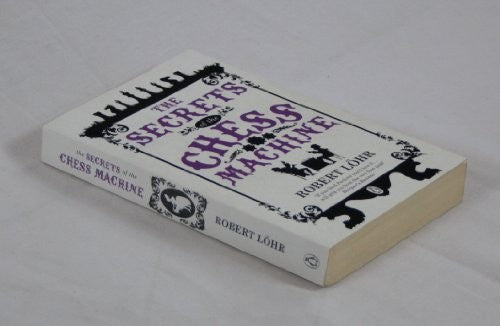 THE
SECRETS
of the
CHESS
MACHINE
ROBERT LÖHR
the SECRETS of the
CHESS MACHINE
ROBERT LÖHR